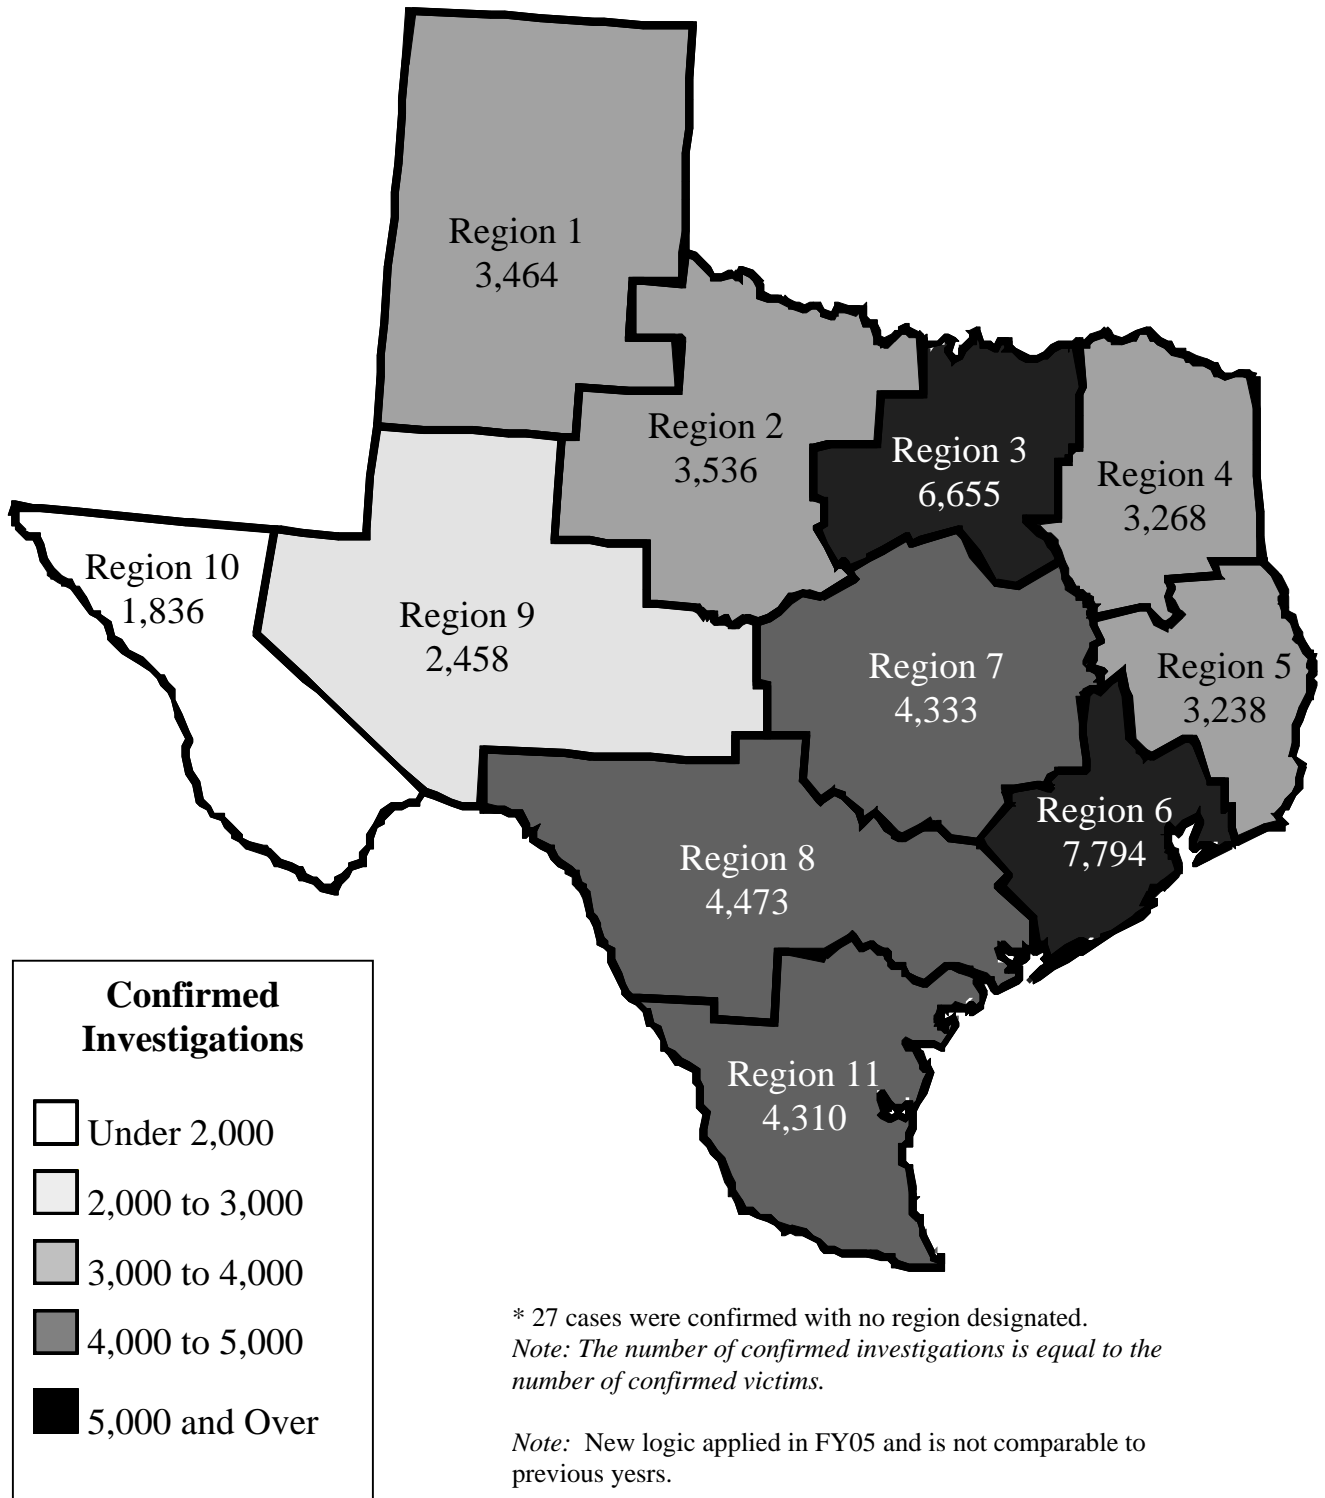 Region 1
3,464
Region 2
3,536
Region 3
6,655
Region 4
3,268
Region 10
1,836
Region 9
2,458
Region 7
4,333
Region 5
3,238
Region 6
7,794
Region 8
4,473
Region 11
4,310
Confirmed
Investigations
Under 2,000
2,000 to 3,000
3,000 to 4,000
4,000 to 5,000
5,000 and Over
* 27 cases were confirmed with no region designated.
Note: The number of confirmed investigations is equal to the
number of confirmed victims.
Note: New logic applied in FY05 and is not comparable to
previous yesrs.